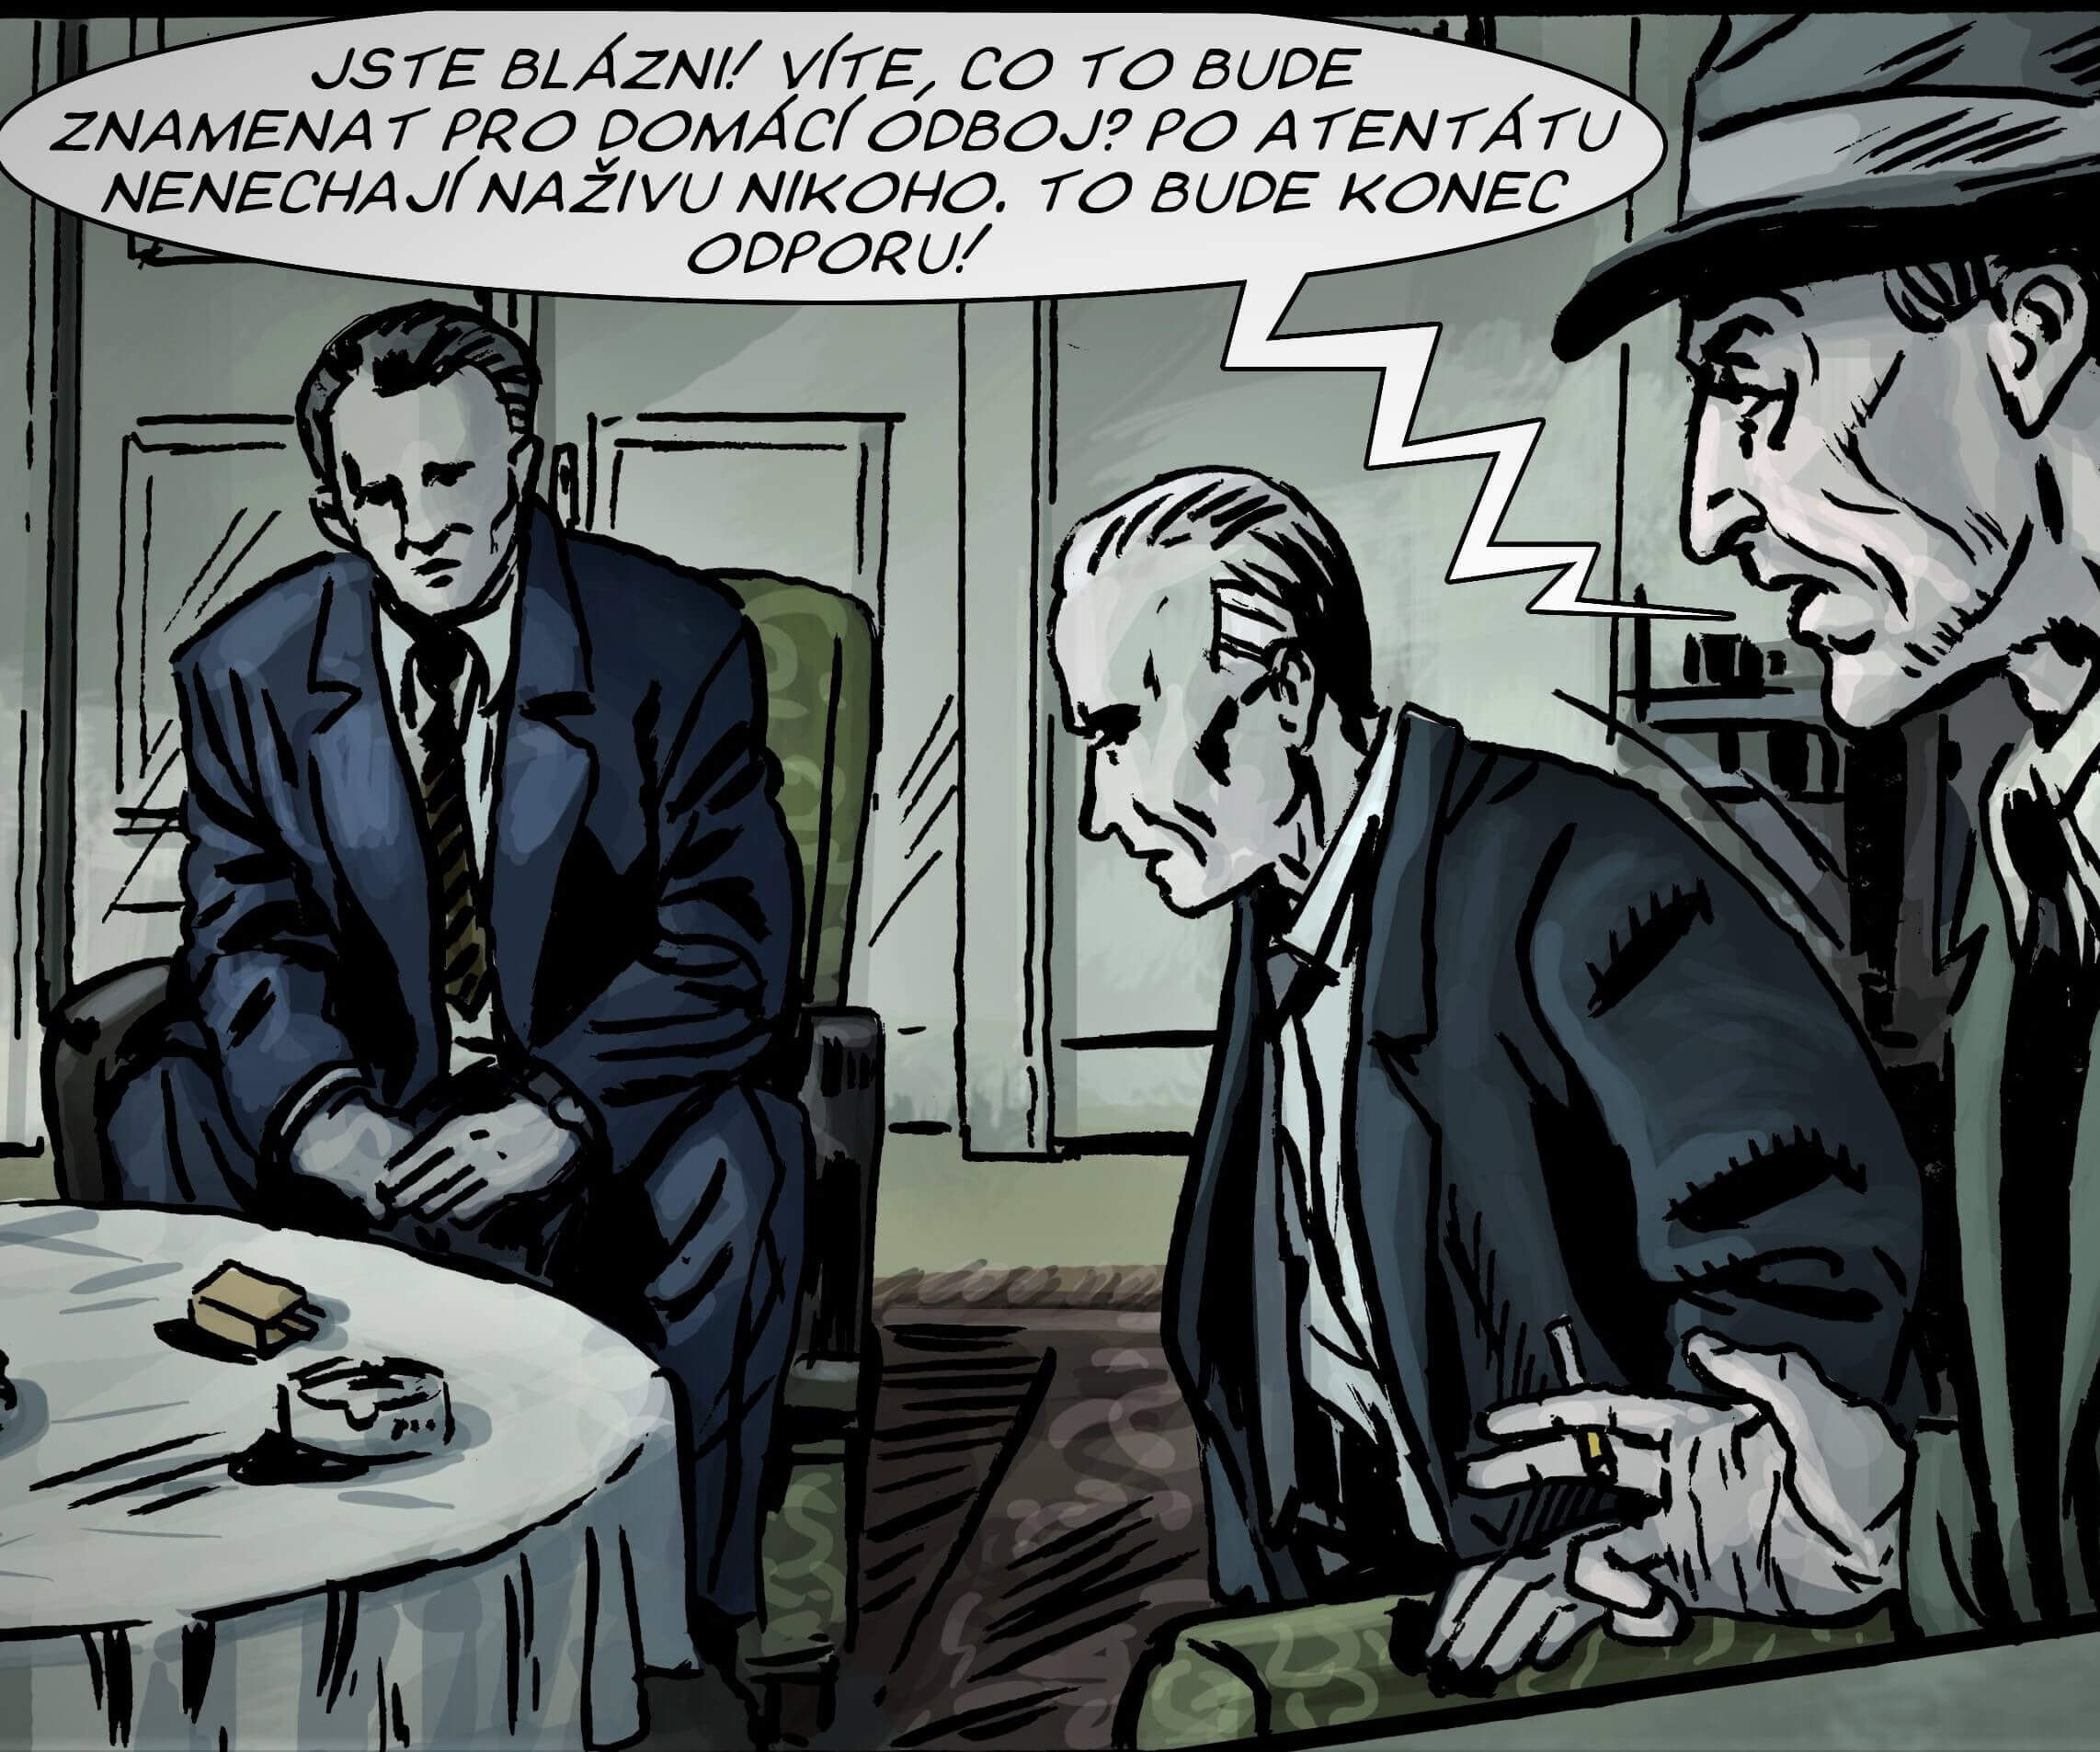 JSTE BLÁZNI! VÍTE, CO TO BUDE
ZNAMENAT PRO DOMÁCÍ ODBOJ? PO ATENTÁTU
NENECHAJÍ NAŽIVU NIKOHO. TO BUDE KONEC
ODPORU!